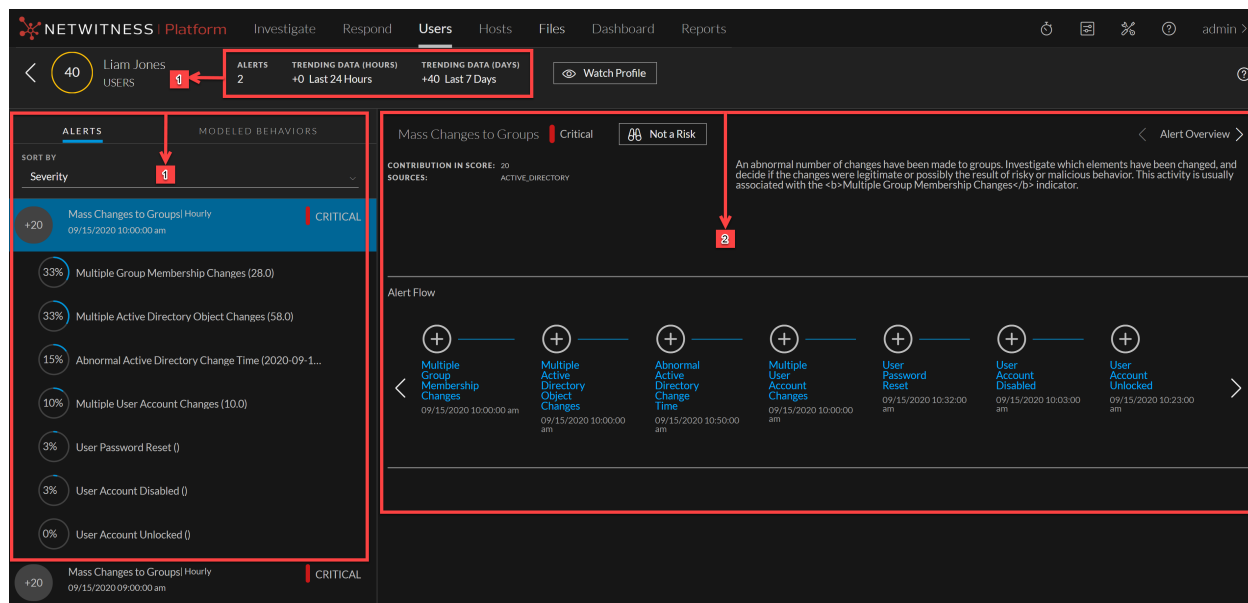 NETWITNESS | Platform Investigate Respond Users Hosts Files Dashboard Reports admin
40 Liam Jones
USERS
1
ALERTS TRENDING DATA (HOURS) TRENDING DATA (DAYS)
2 +0 Last 24 Hours +40 Last 7 Days
Watch Profile
ALERTS MODELED BEHAVIORS
SORT BY
Severity
1
+20 Mass Changes to Groups| Hourly CRITICAL
09/15/2020 10:00:00 am
33% Multiple Group Membership Changes (28.0)
33% Multiple Active Directory Object Changes (58.0)
15% Abnormal Active Directory Change Time (2020-09-1...
10% Multiple User Account Changes (10.0)
3% User Password Reset ()
3% User Account Disabled ()
0% User Account Unlocked ()
+20 Mass Changes to Groups| Hourly CRITICAL
09/15/2020 09:00:00 am
Mass Changes to Groups Critical Not a Risk Alert Overview
CONTRIBUTION IN SCORE: 20
SOURCES: ACTIVE_DIRECTORY
An abnormal number of changes have been made to groups. Investigate which elements have been changed, and
decide if the changes were legitimate or possibly the result of risky or malicious behavior. This activity is usually
associated with the <b>Multiple Group Membership Changes</b> indicator.
2
Alert Flow
Multiple
Group
Membership
Changes
09/15/2020 10:00:00 am
Multiple
Active
Directory
Object
Changes
09/15/2020 10:00:00
am
Abnormal
Active
Directory
Change
Time
09/15/2020 10:50:00
am
Multiple
User
Account
Changes
09/15/2020 10:00:00
am
User
Password
Reset
09/15/2020 10:32:00
am
User
Account
Disabled
09/15/2020 10:03:00
am
User
Account
Unlocked
09/15/2020 10:23:00
am